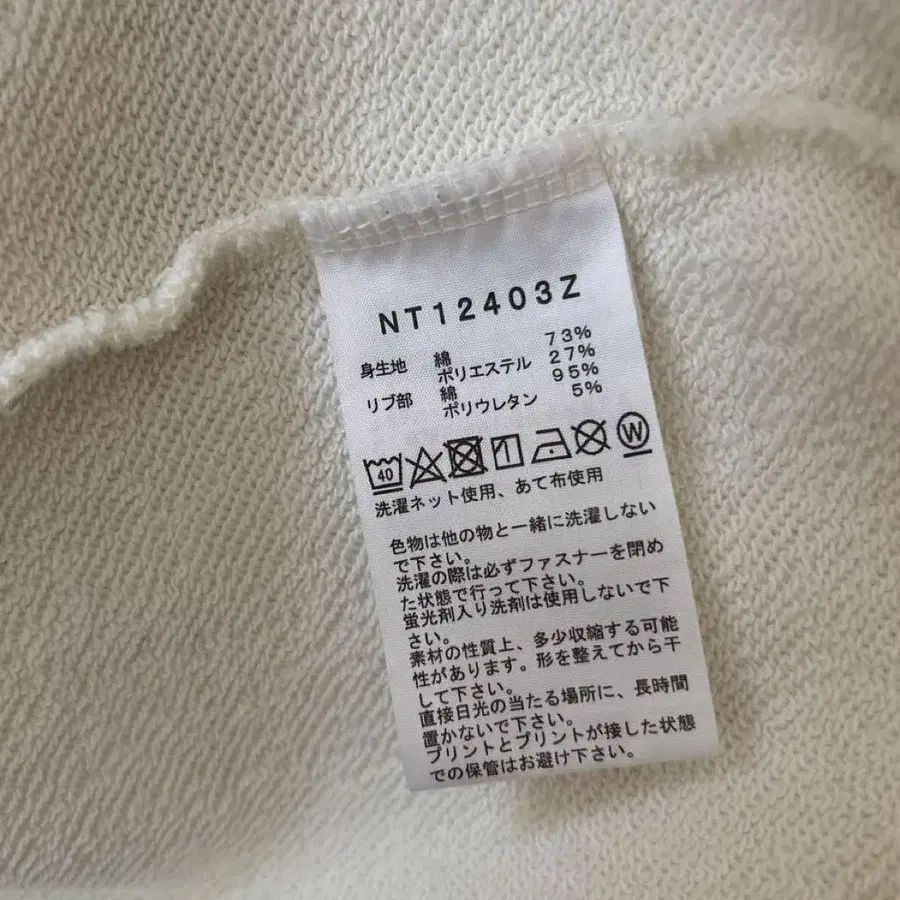 NT12403Z
身生地 綿 73%
ポリエステル 27%
リブ部 綿 95%
ポリウレタン 5%
40 W
洗濯ネット使用、あて布使用
色物は他の物と一緒に洗濯しない
で下さい。
洗濯の際は必ずファスナーを閉め
た状態で行って下さい。
蛍光剤入り洗剤は使用しないで下
さい。
素材の性質上、多少収縮する可能
性があります。形を整えてから干
して下さい。
直接日光の当たる場所に、長時間
置かないで下さい。
プリントとプリントが接した状態
での保管はお避け下さい。